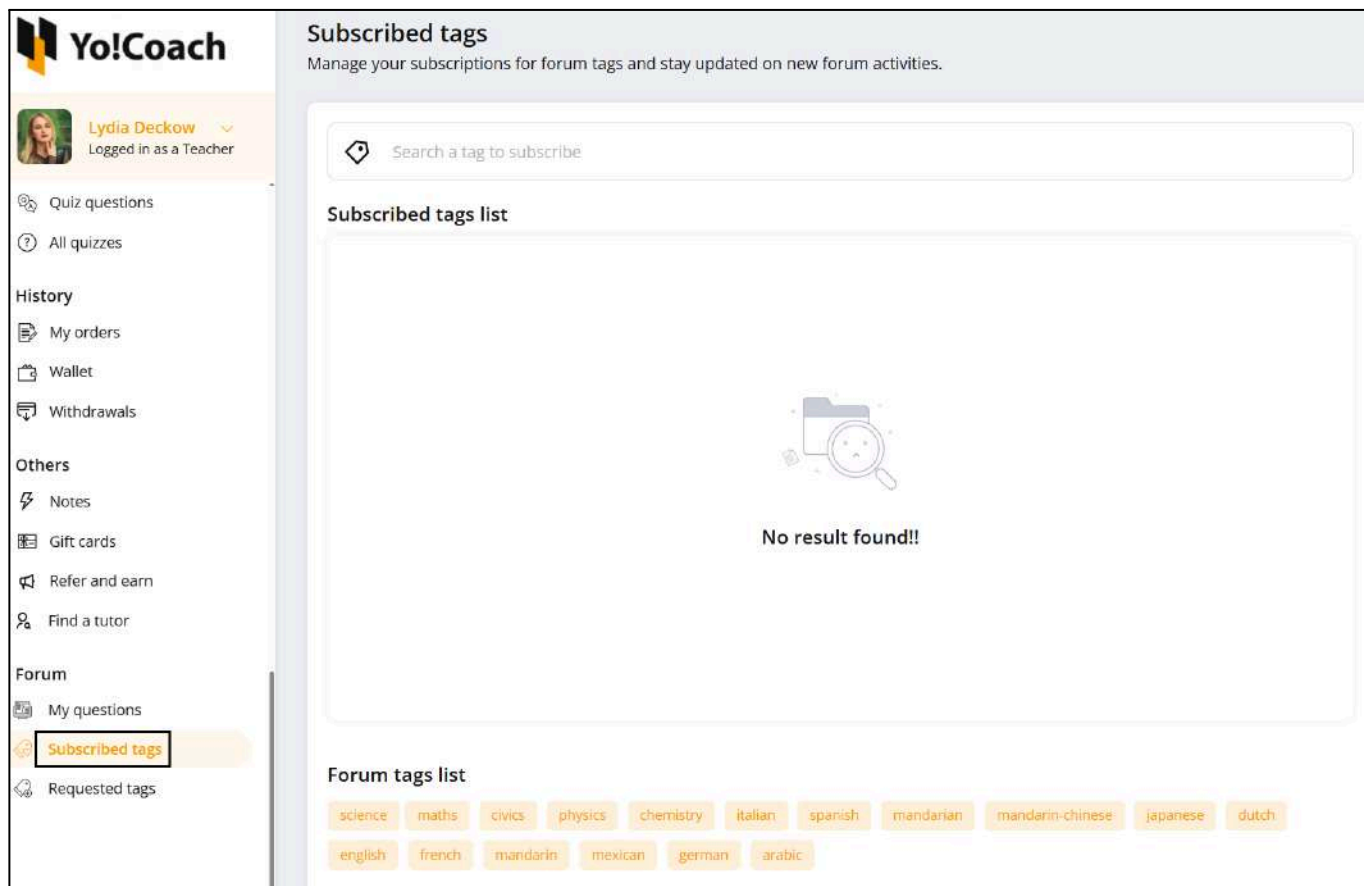 Yo!Coach
Lydia Deckow
Logged in as a Teacher
Quiz questions
All quizzes
History
My orders
Wallet
Withdrawals
Others
Notes
Gift cards
Refer and earn
Find a tutor
Forum
My questions
Subscribed tags
Requested tags
Subscribed tags
Manage your subscriptions for forum tags and stay updated on new forum activities.
Search a tag to subscribe
Subscribed tags list
No result found!!
Forum tags list
science maths civics physics chemistry italian spanish mandarian mandarin-chinese japanese dutch
english french mandarin mexican german arabic